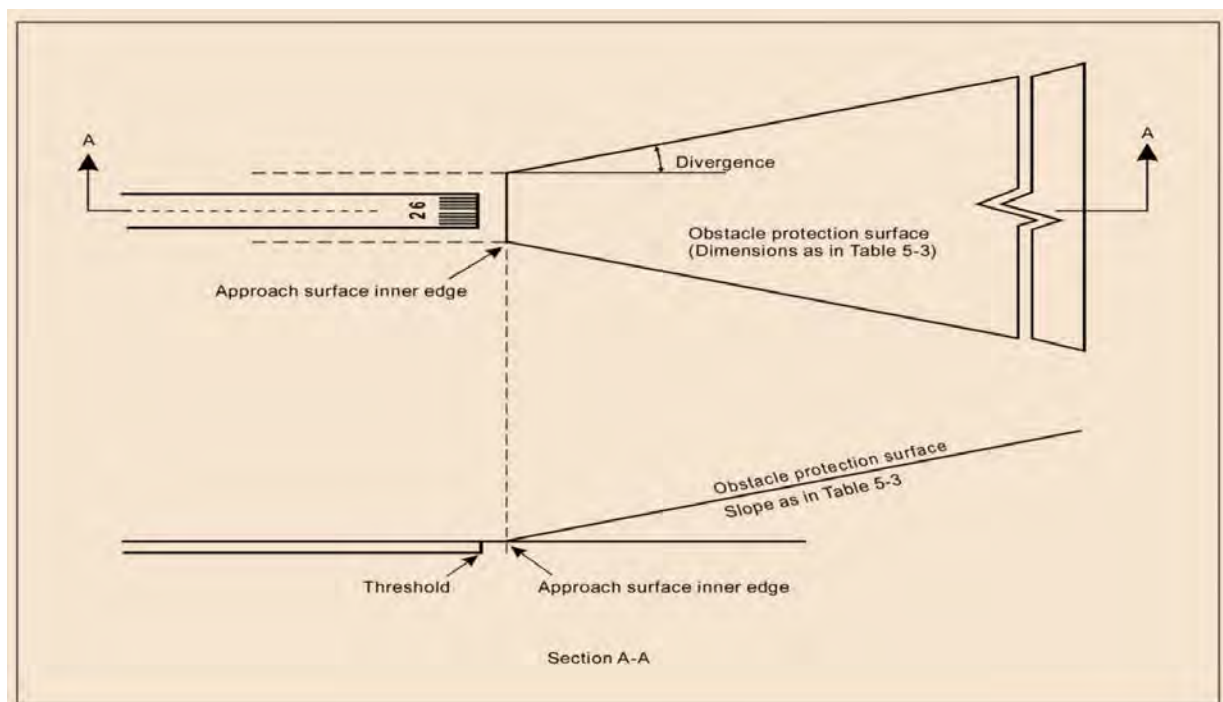 A
A
Divergence
26
Obstacle protection surface
(Dimensions as in Table 5-3)
Approach surface inner edge
Obstacle protection surface
Slope as in Table 5-3
Threshold
Approach surface inner edge
Section A-A